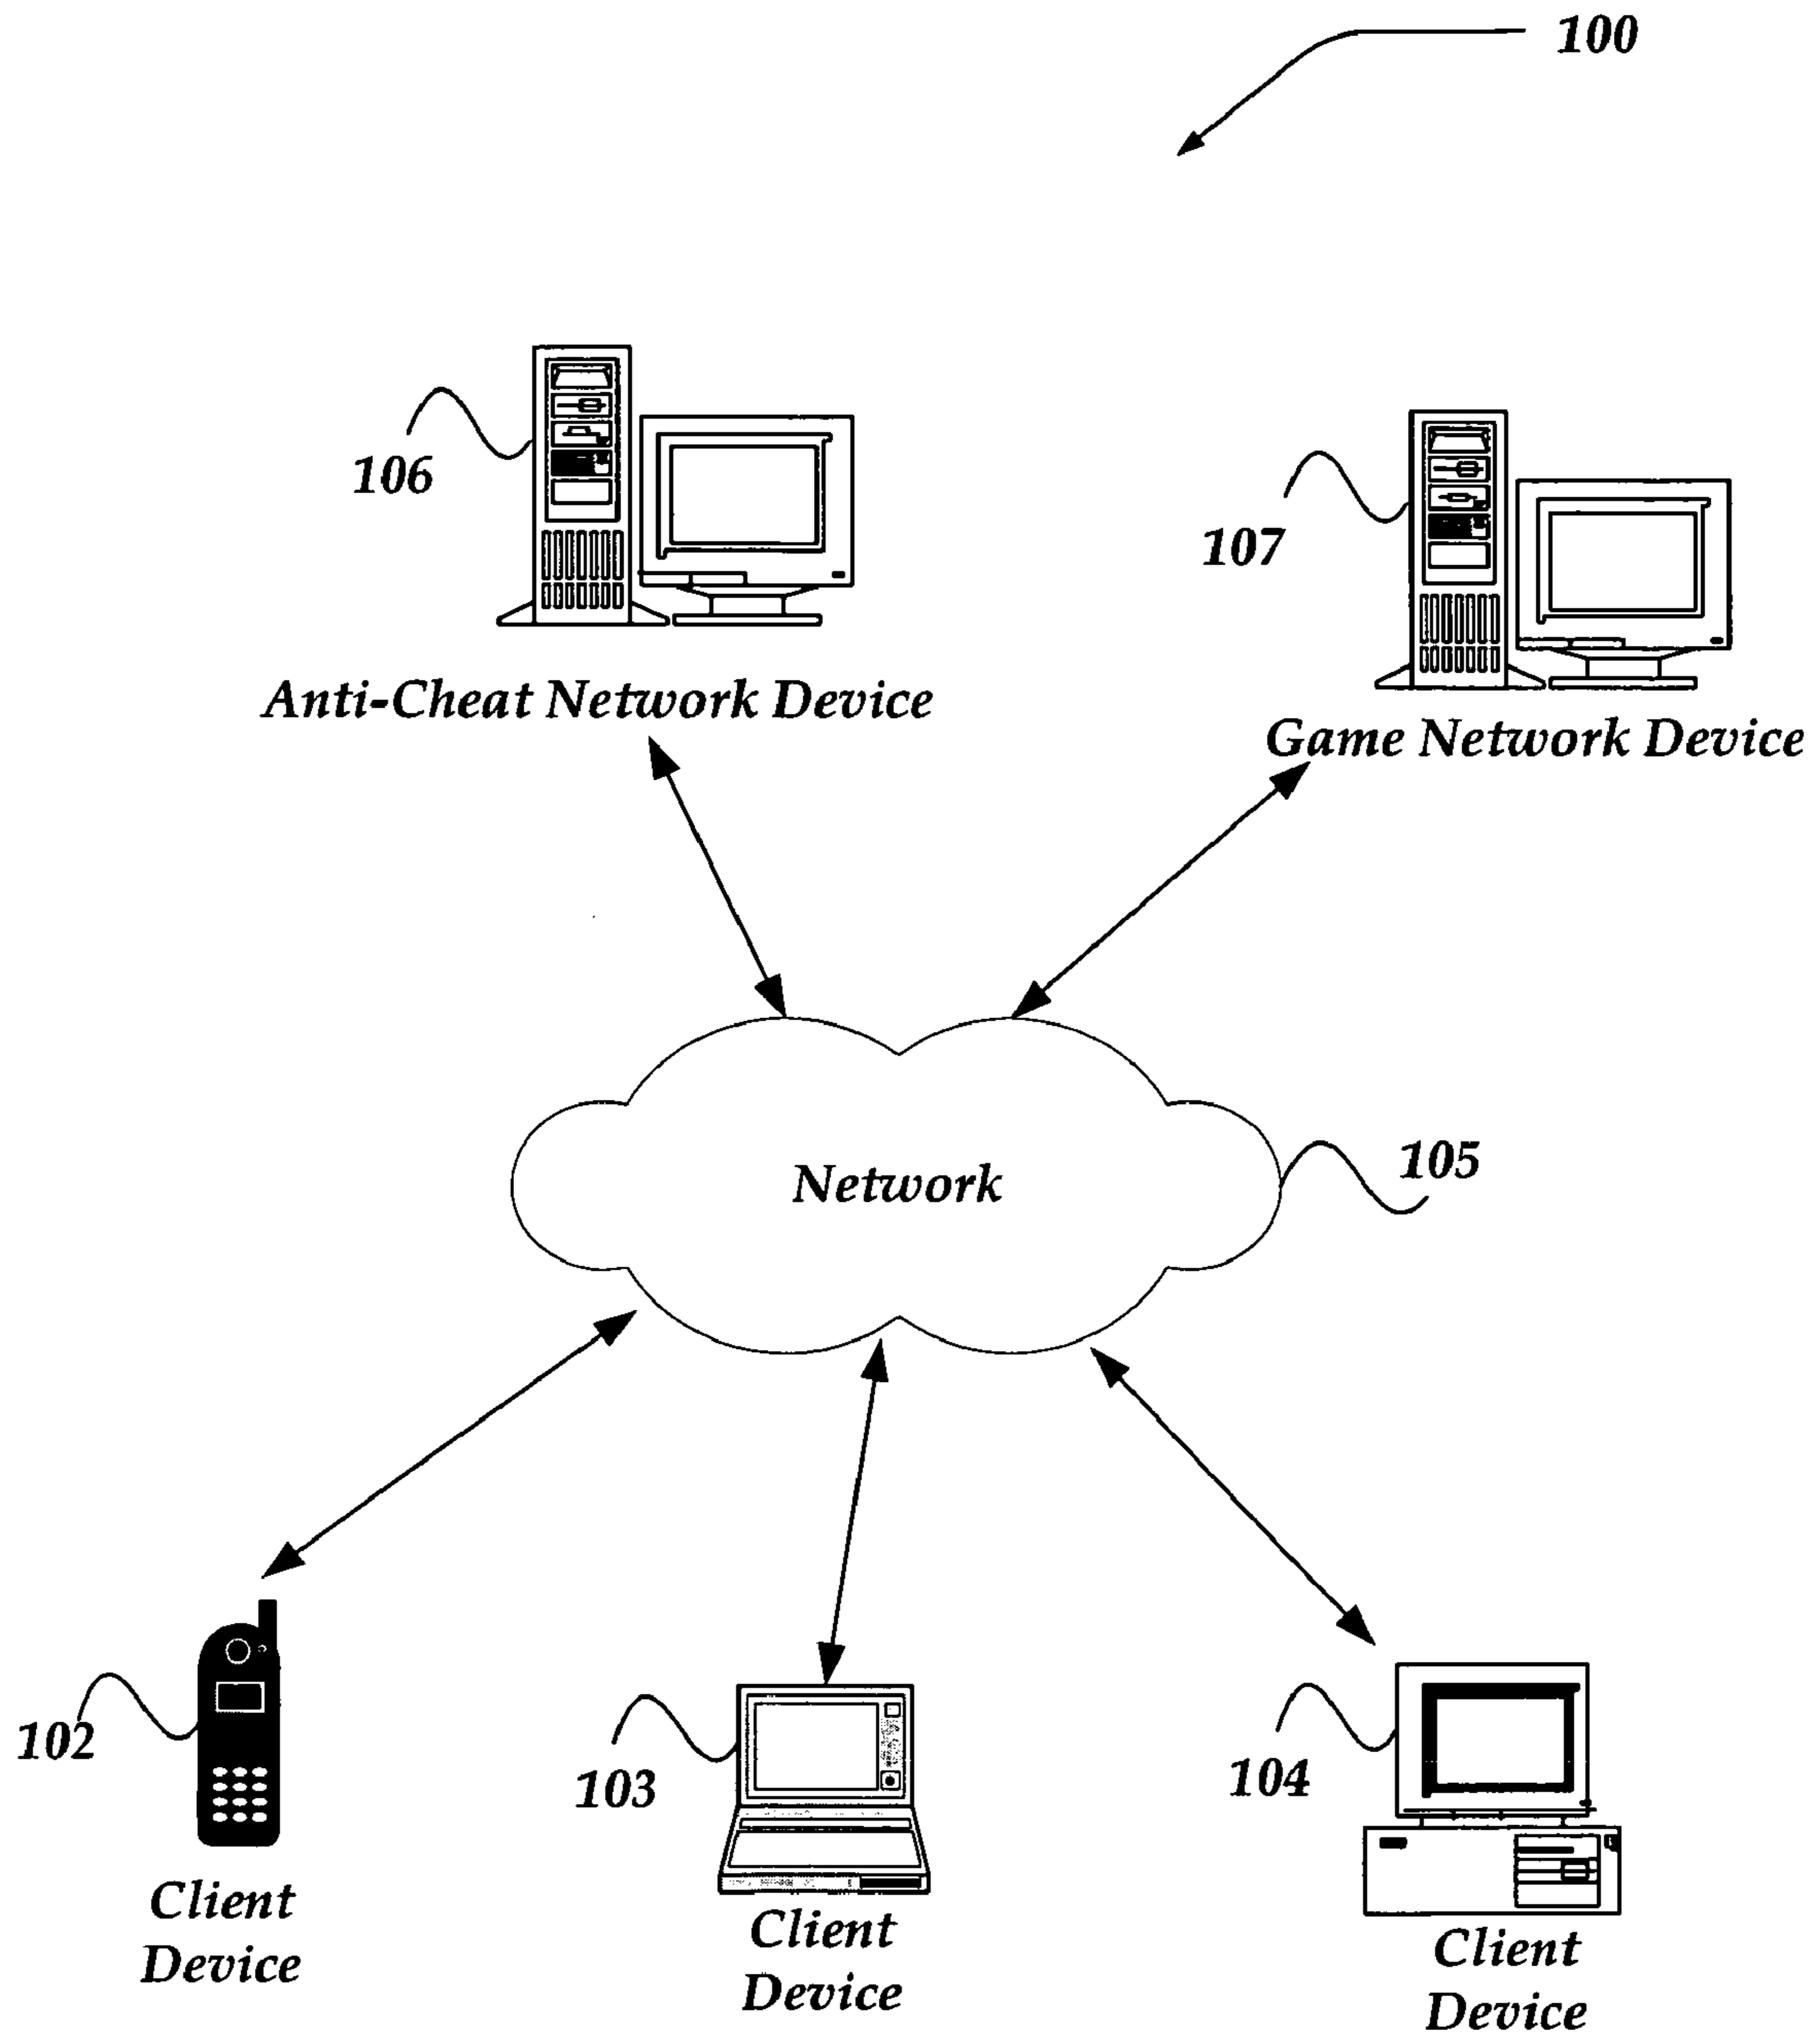 100
106
Anti-Cheat Network Device
107
Game Network Device
Network
105
102
Client
Device
103
Client
Device
104
Client
Device